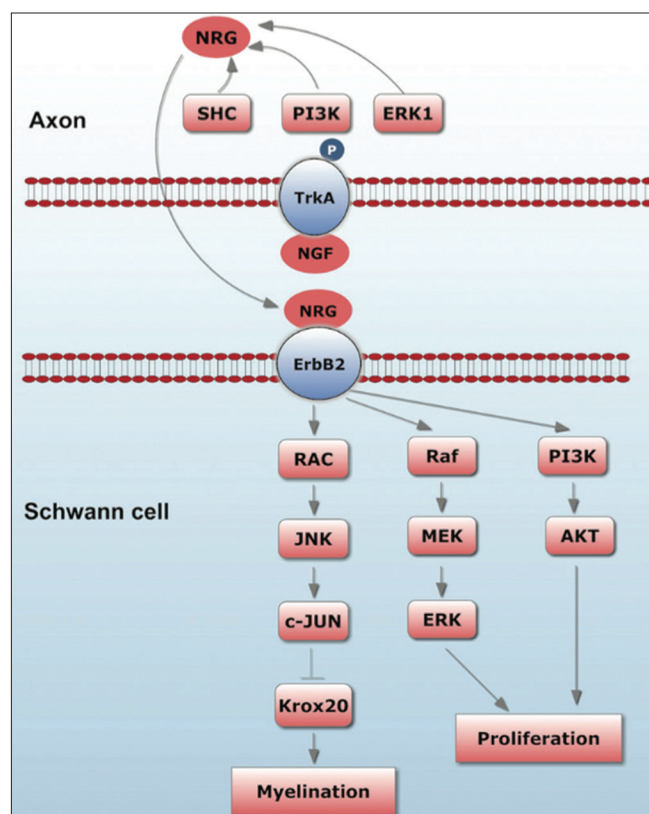 NRG
SHC PI3K ERK1
Axon
P
TrkA
NGF
NRG
ErbB2
RAC Raf PI3K
Schwann cell
JNK MEK AKT
c-JUN ERK
Krox20
Proliferation
Myelination